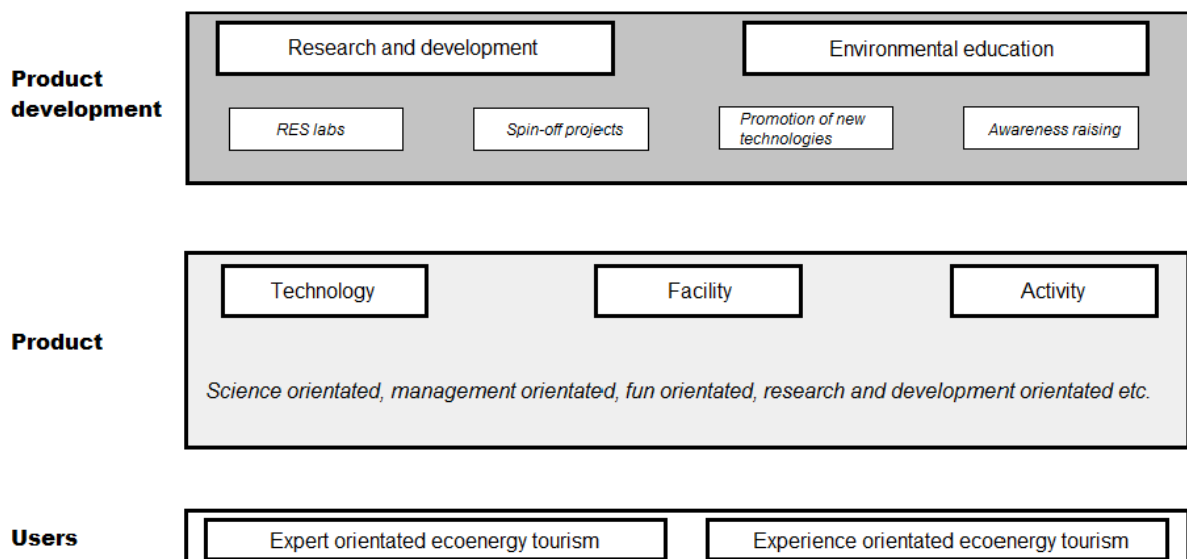 Research and development
Environmental education
Product
development
RES labs
Spin-off projects
Promotion of new
technologies
Awareness raising
Technology
Facility
Activity
Product
Science orientated, management orientated, fun orientated, research and development orientated etc.
Users
Expert orientated ecoenergy tourism
Experience orientated ecoenergy tourism